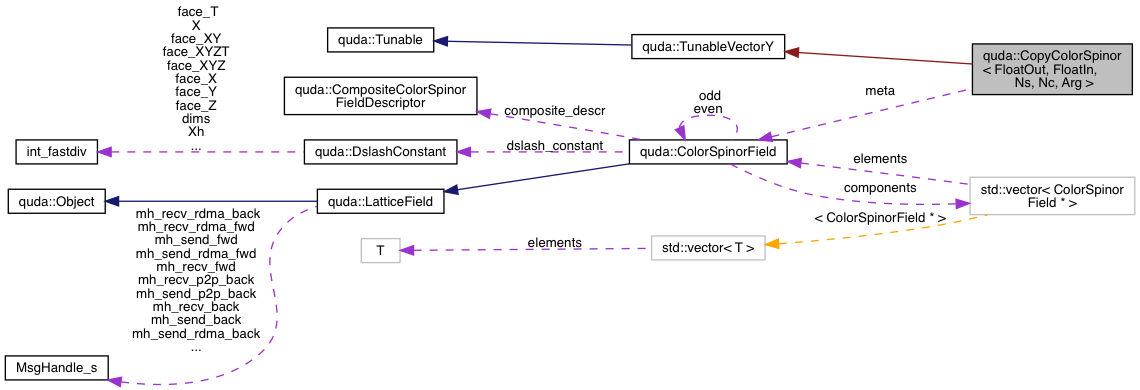 face_T
X
face_XY
face_XYZT
face_XYZ
face_X
face_Y
face_Z
dims
Xh
...
quda::Tunable
quda::TunableVectorY
quda::CopyColorSpinor
< FloatOut, FloatIn,
Ns, Nc, Arg >
meta
quda::CompositeColorSpinor
FieldDescriptor
composite_descr
odd
even
int_fastdiv
quda::DslashConstant
dslash_constant
quda::ColorSpinorField
elements
components
std::vector< ColorSpinor
Field * >
quda::Object
quda::LatticeField
< ColorSpinorField * >
mh_recv_rdma_back
mh_recv_rdma_fwd
mh_send_fwd
mh_send_rdma_fwd
mh_recv_fwd
mh_recv_p2p_back
mh_send_p2p_back
mh_recv_back
mh_send_back
mh_send_rdma_back
...
T
elements
std::vector< T >
MsgHandle_s